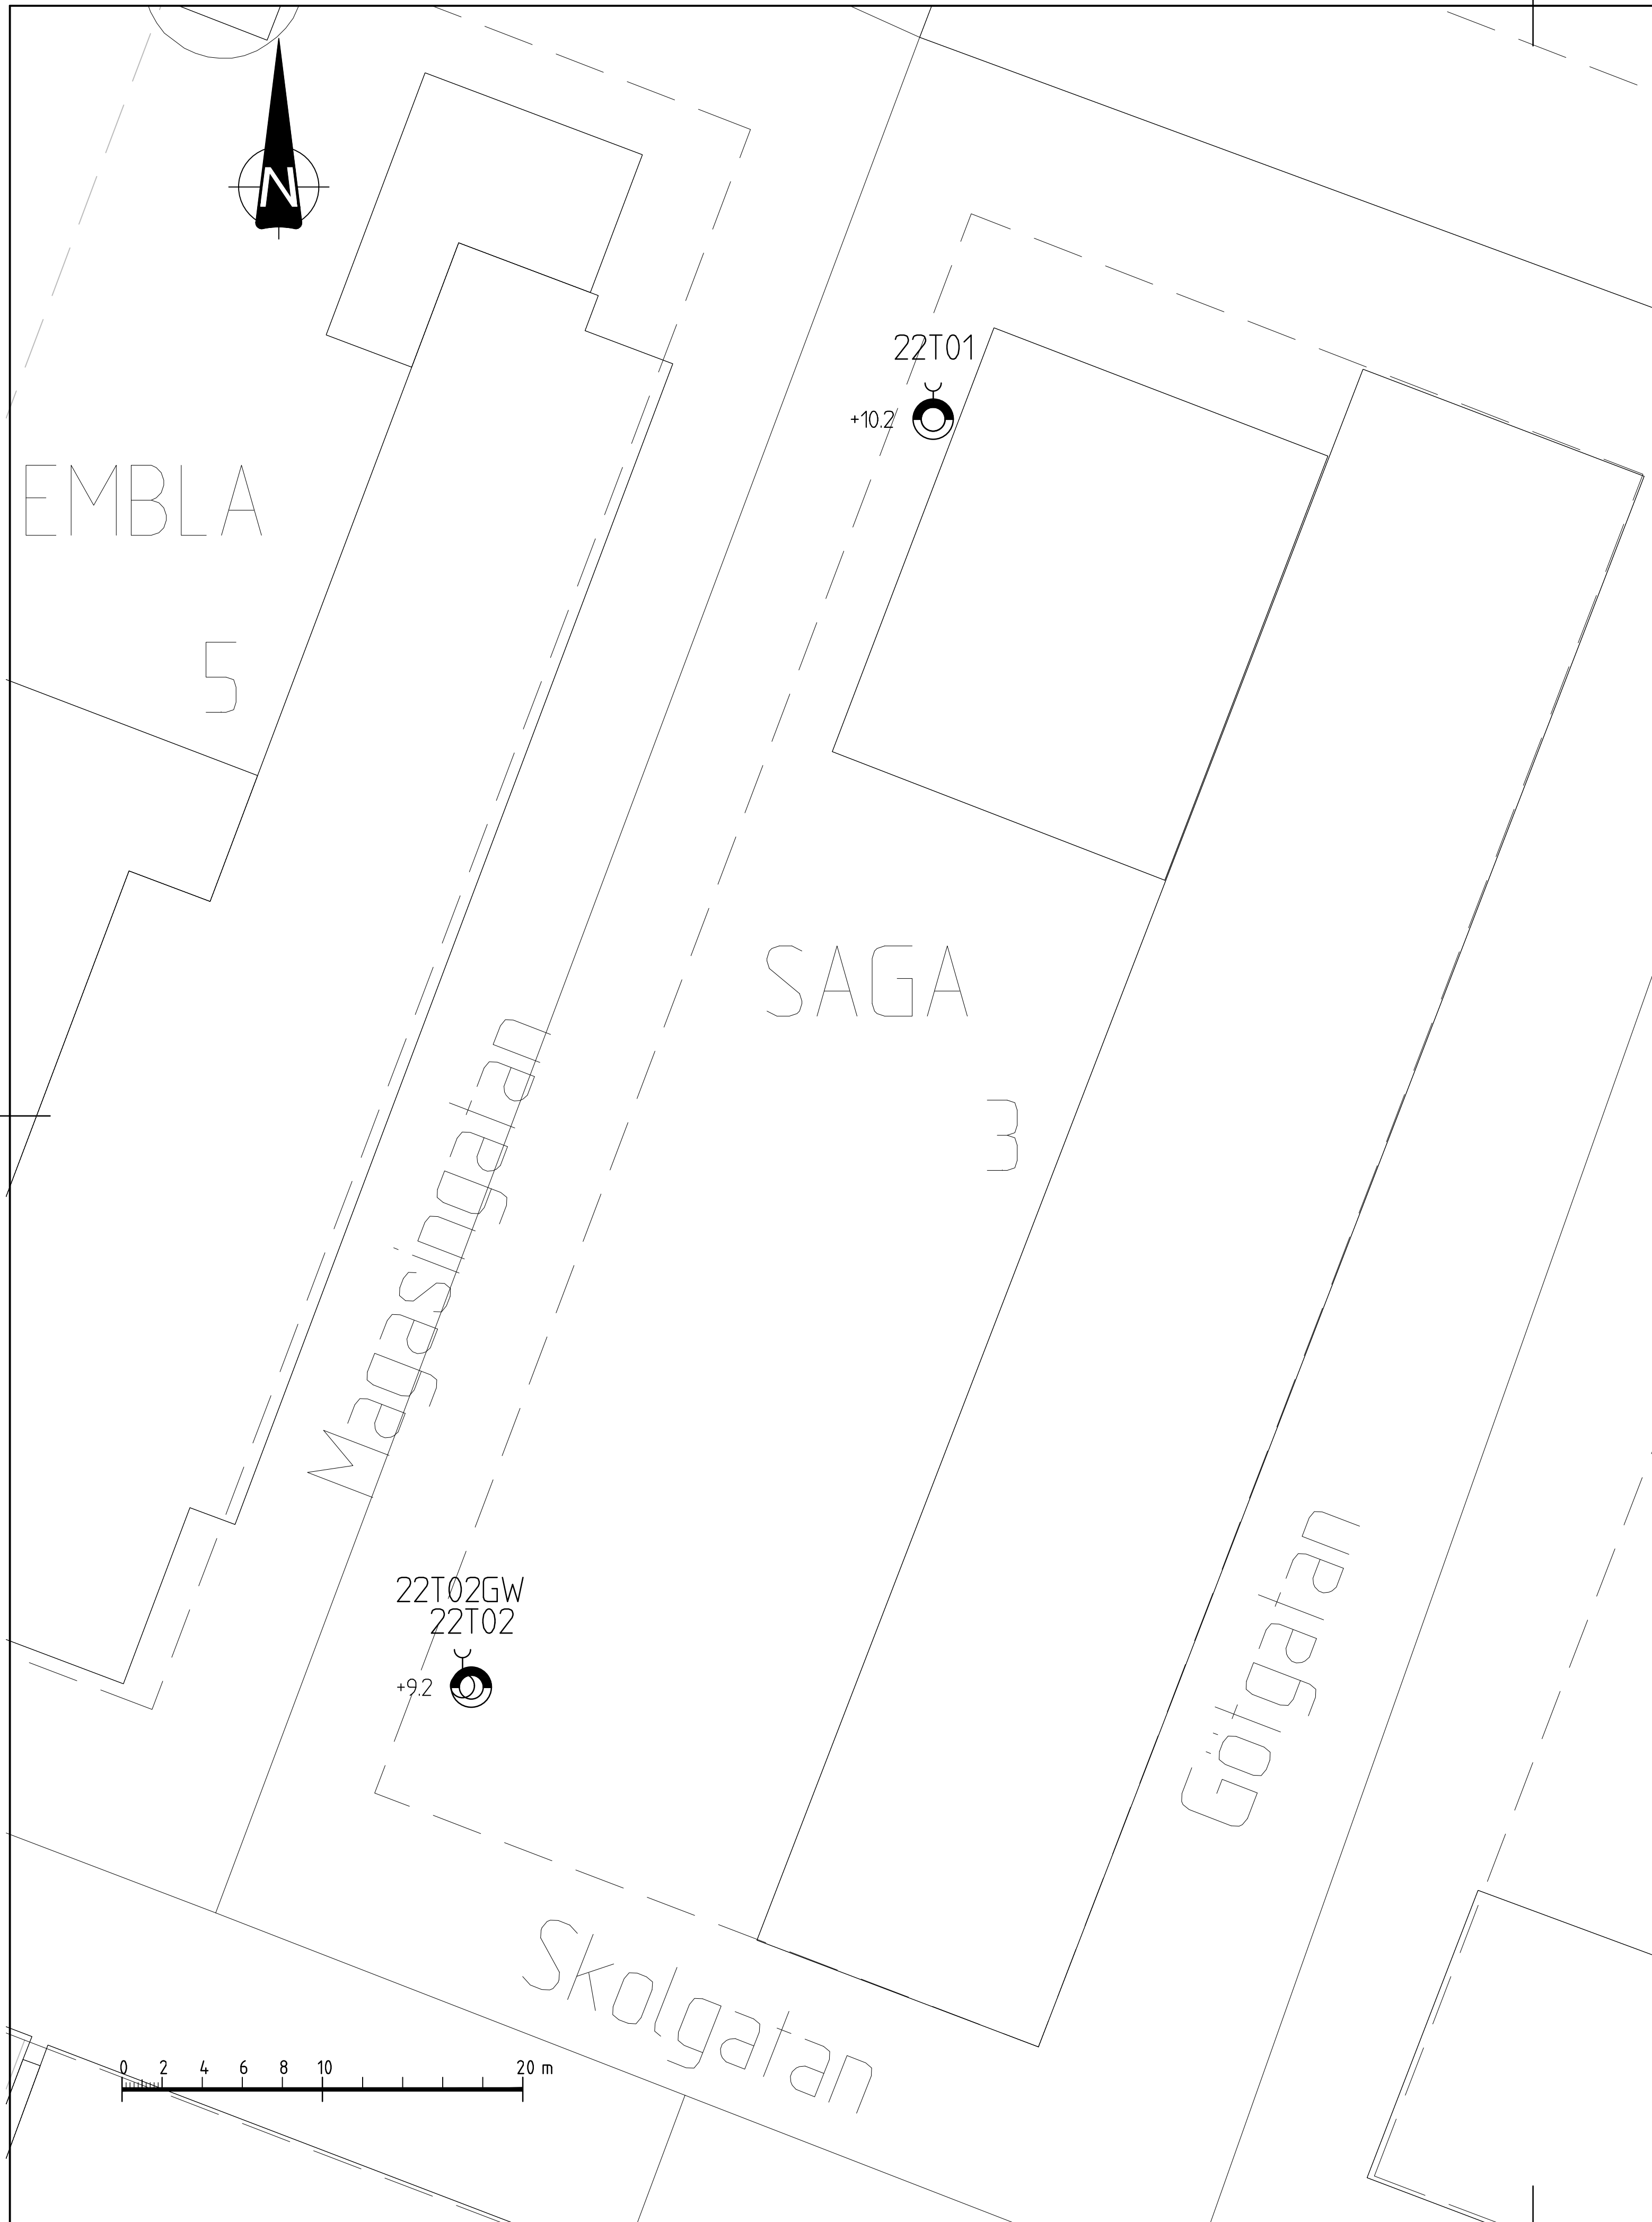 N
22T01
+10.2
EMBLA
5
SAGA
3
Magasingatan
22T02GW
22T02
+9.2
Götgatan
Skolgatan
0 2 4 6 8 10 20 m